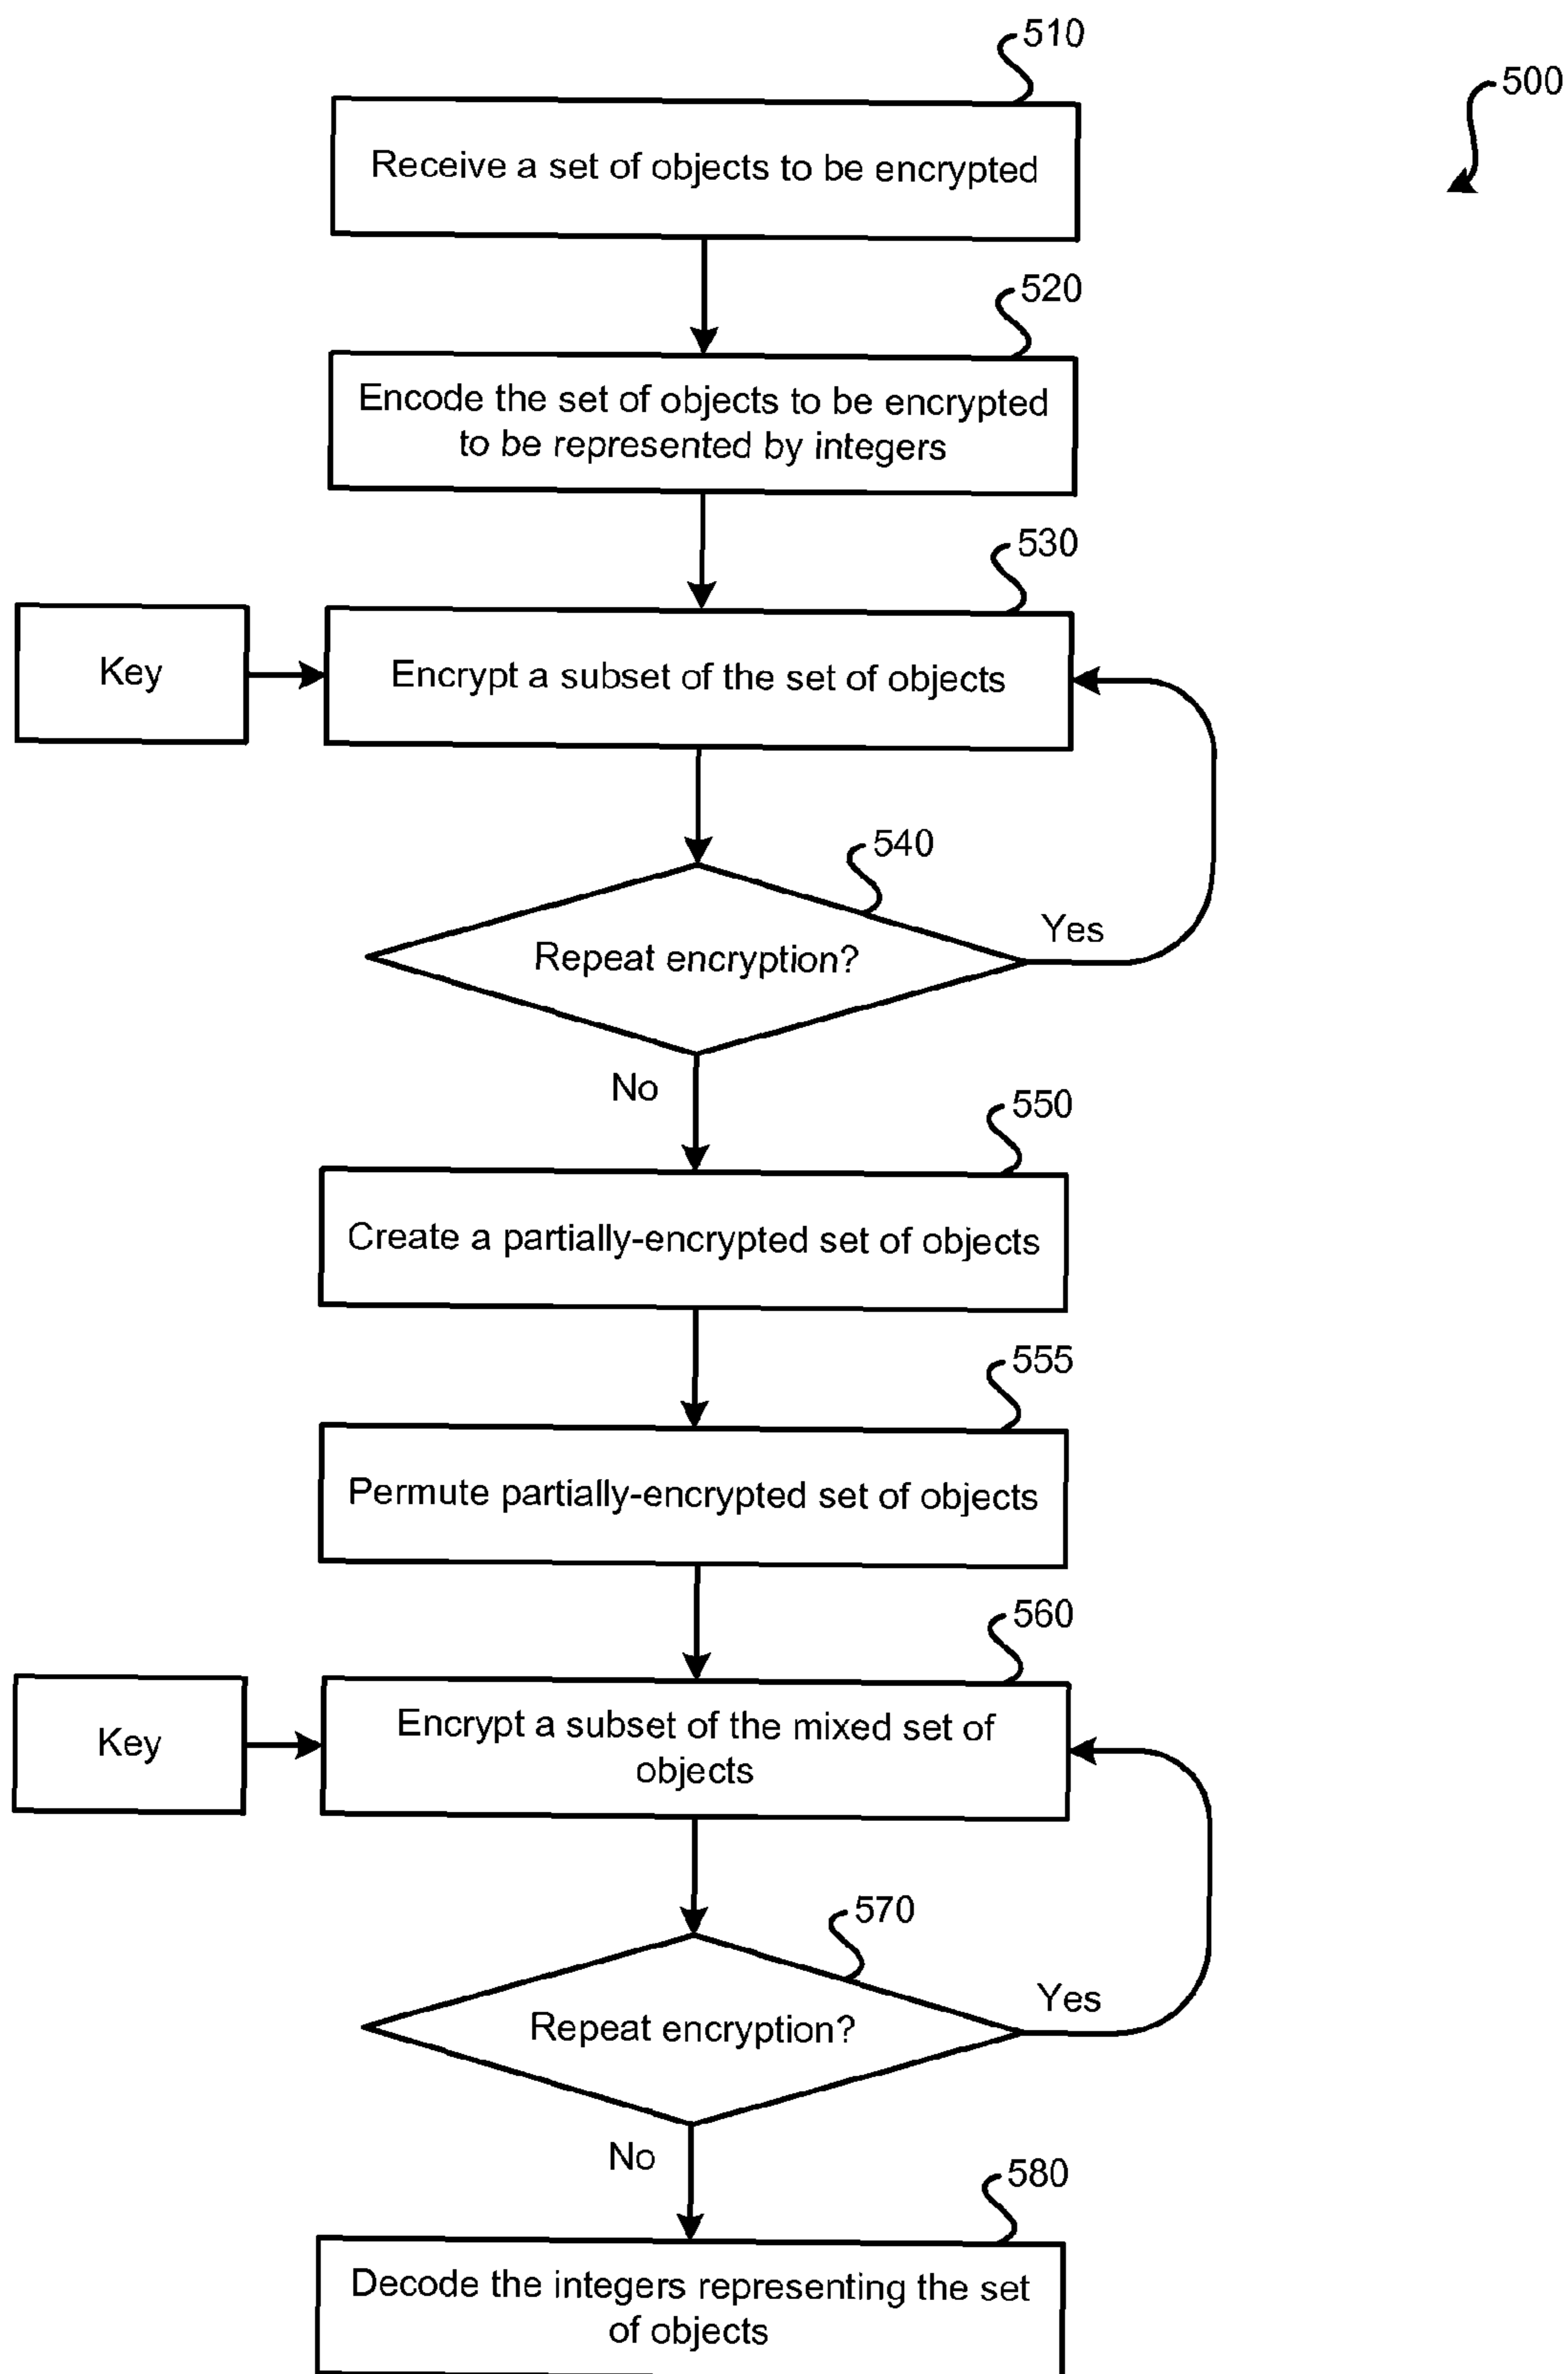 510
500
Receive a set of objects to be encrypted
520
Encode the set of objects to be encrypted
to be represented by integers
530
Key
Encrypt a subset of the set of objects
540
Repeat encryption?
Yes
No
550
Create a partially-encrypted set of objects
555
Permute partially-encrypted set of objects
560
Key
Encrypt a subset of the mixed set of
objects
570
Repeat encryption?
Yes
No
580
Decode the integers representing the set
of objects